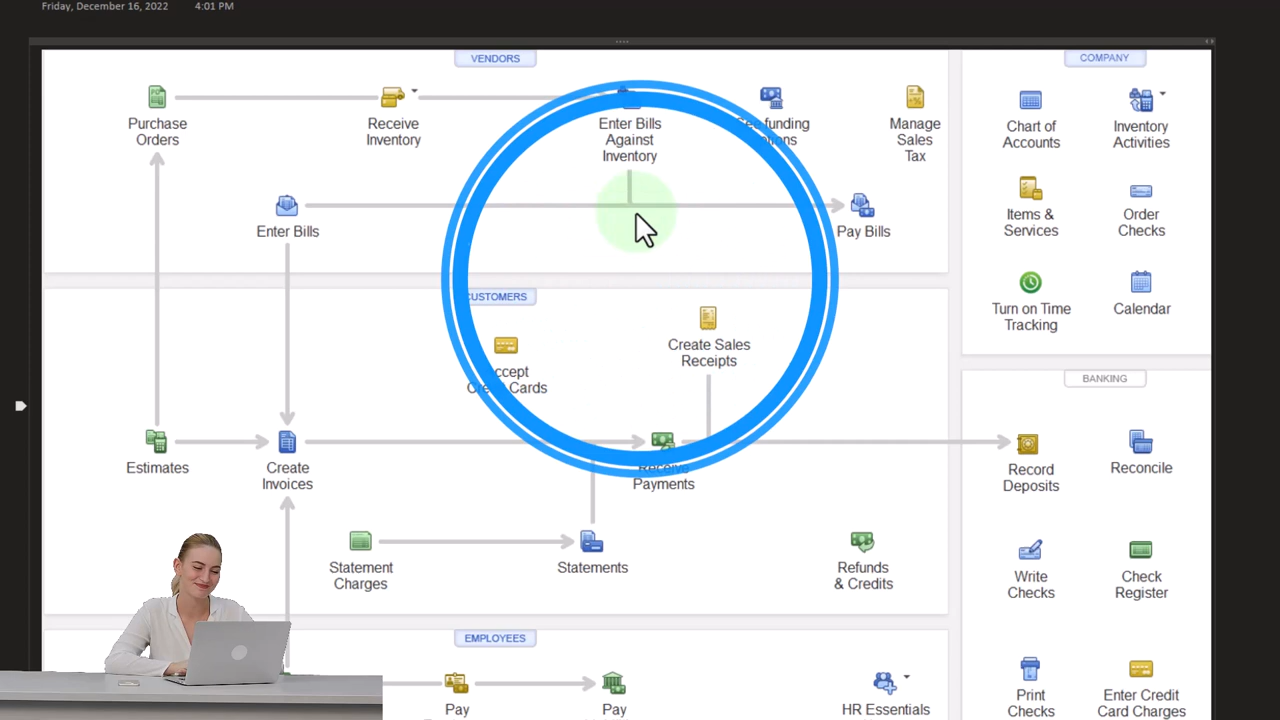 Friday, December 16, 2022 4:01 PM
VENDORS
Purchase
Orders
Receive
Inventory
Enter Bills
Against
Inventory
funding
Manage
Sales
Tax
Enter Bills
Pay Bills
COMPANY
Chart of
Accounts
Inventory
Activities
Items &
Services
Order
Checks
Turn on Time
Tracking
Calendar
CUSTOMERS
Create Sales
Receipts
Cards
Estimates
Create
Invoices
Receive
Payments
Statement
Charges
Statements
Refunds
& Credits
BANKING
Record
Deposits
Reconcile
Write
Checks
Check
Register
Print
Checks
Enter Credit
Card Charges
EMPLOYEES
Pay
Pay
HR Essentials